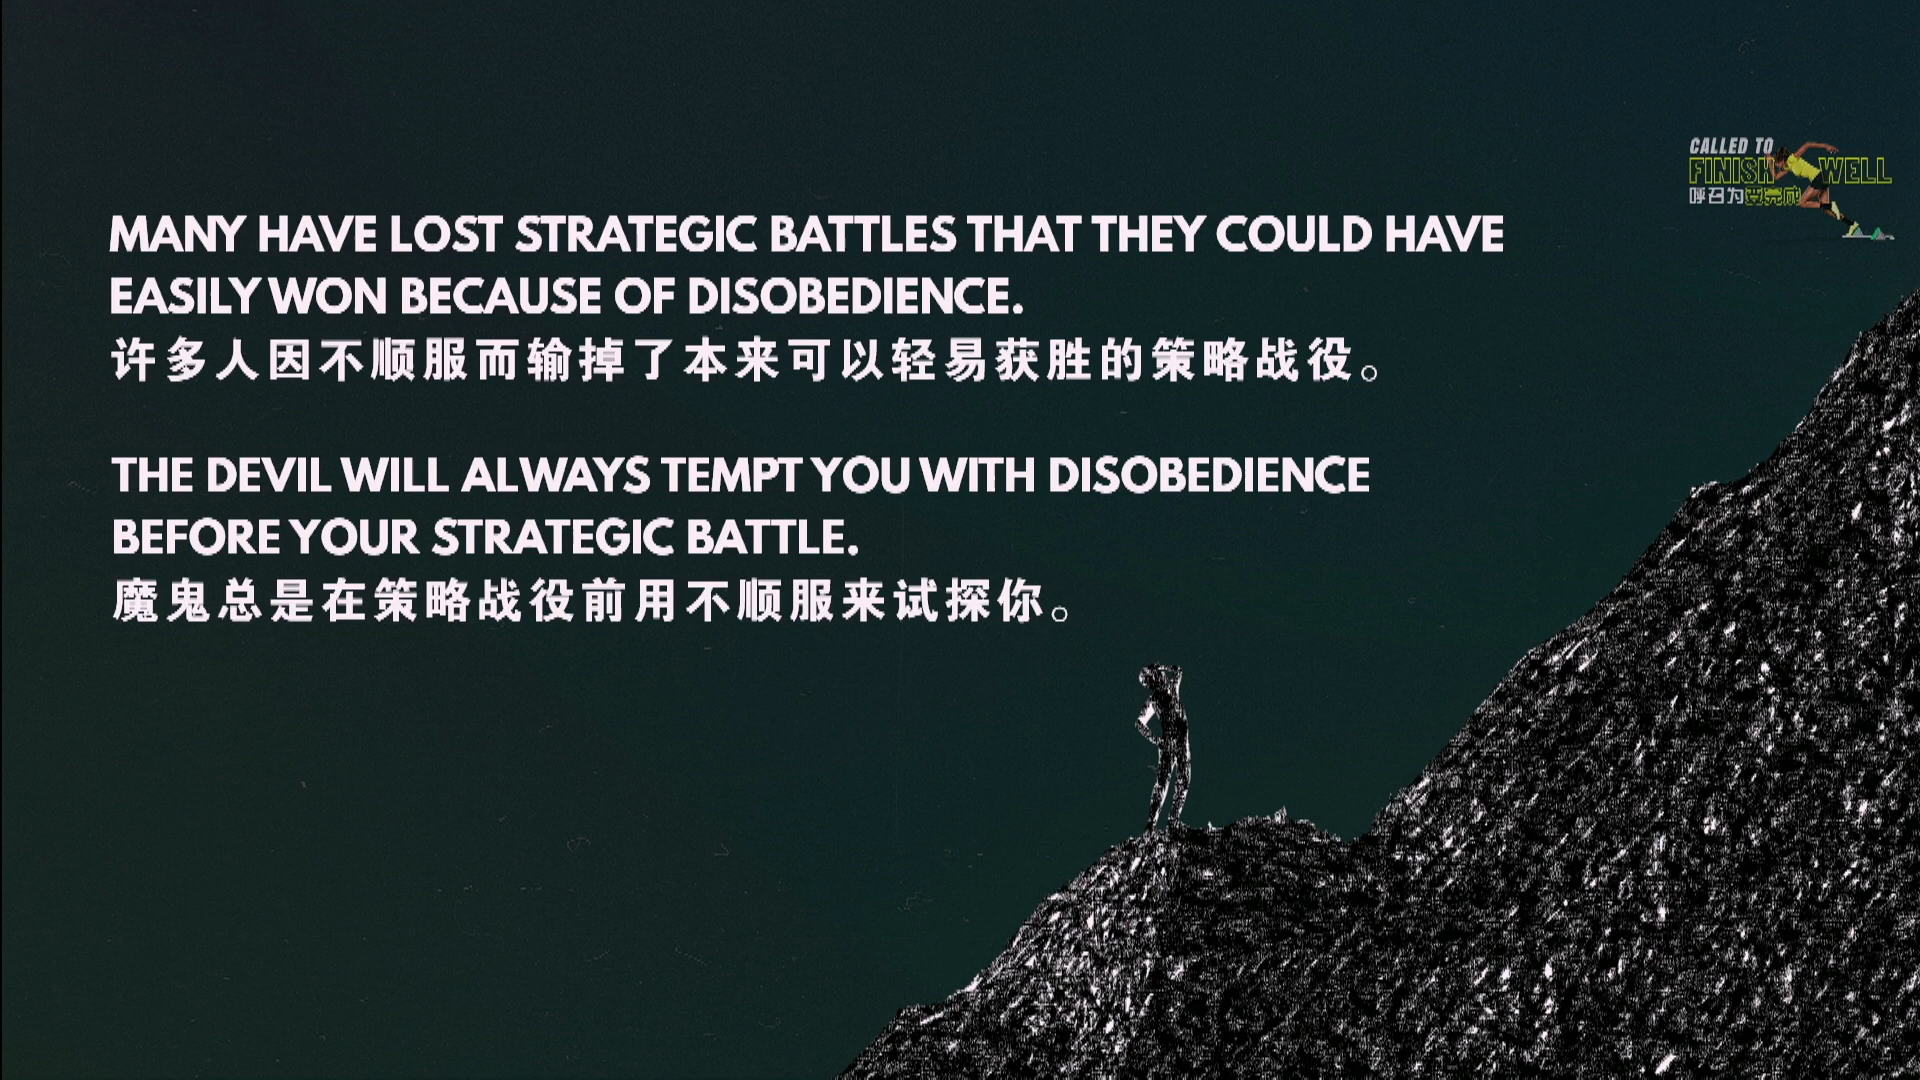 CALLED TO
FINISH WELL
呼召为要完成
MANY HAVE LOST STRATEGIC BATTLES THAT THEY COULD HAVE
EASILY WON BECAUSE OF DISOBEDIENCE.
许多人因不顺服而输掉了本来可以轻易获胜的策略战役。
THE DEVIL WILL ALWAYS TEMPT YOU WITH DISOBEDIENCE
BEFORE YOUR STRATEGIC BATTLE.
魔鬼总是在策略战役前用不顺服来试探你。